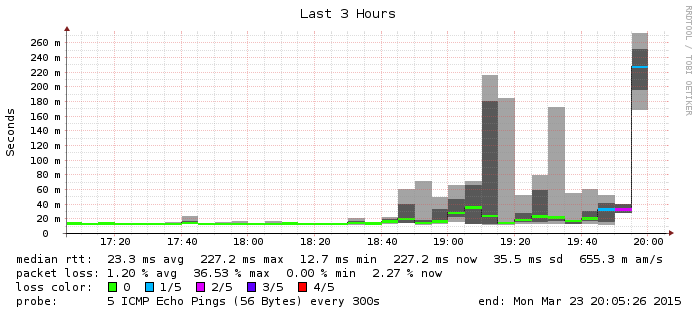 Last 3 Hours
RRDTOOL / TOBI OETIKER
Seconds
260 m
240 m
220 m
200 m
180 m
160 m
140 m
120 m
100 m
80 m
60 m
40 m
20 m
0
17:20 17:40 18:00 18:20 18:40 19:00 19:20 19:40 20:00
median rtt: 23.3 ms avg 227.2 ms max 12.7 ms min 227.2 ms now 35.5 ms sd 655.3 m am/s
packet loss: 1.20 % avg 36.53 % max 0.00 % min 2.27 % now
loss color: 0 1/5 2/5 3/5 4/5
probe: 5 ICMP Echo Pings (56 Bytes) every 300s end: Mon Mar 23 20:05:26 2015